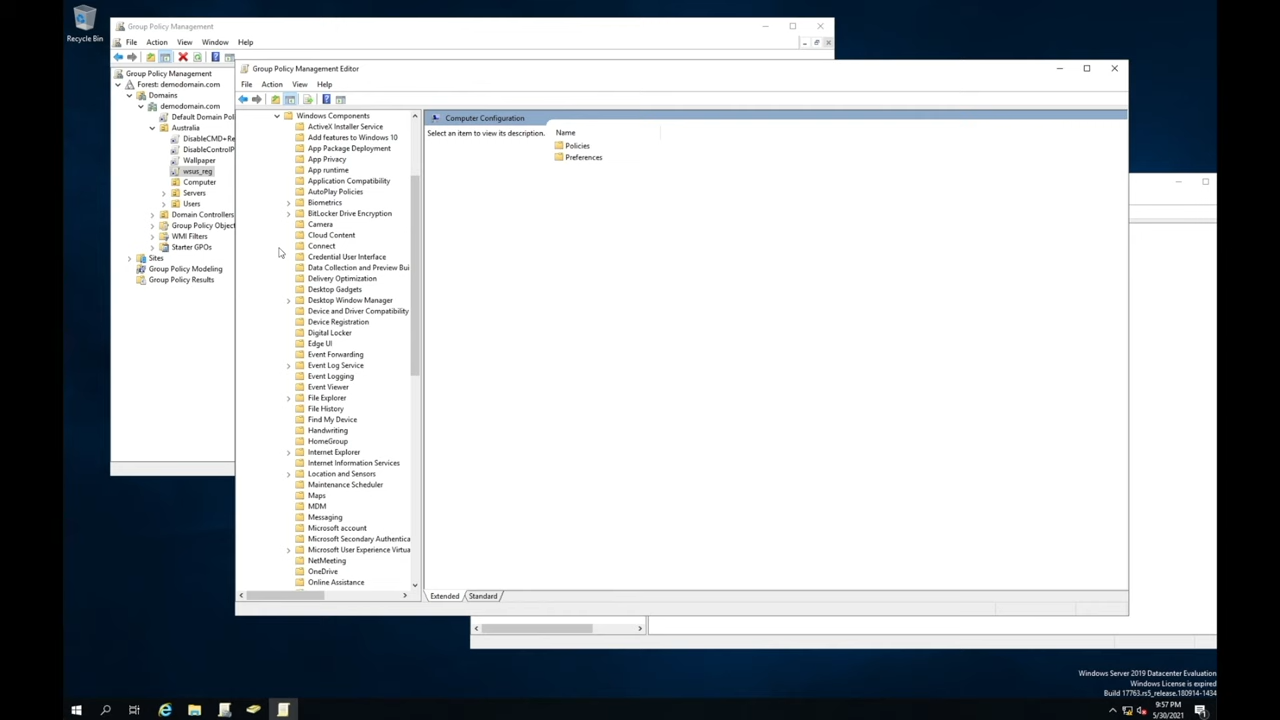 Recycle Bin
Group Policy Management
File Action View Window Help
Group Policy Management
Forest: demodomain.com
Domains
demodomain.com
Default Domain Pol
Australia
DisableCMD+Re
DisableControlP
Wallpaper
wsus_reg
Computer
Servers
Users
Domain Controllers
Group Policy Object
WMI Filters
Starter GPOs
Sites
Group Policy Modeling
Group Policy Results
Group Policy Management Editor
File Action View Help
Windows Components
ActiveX Installer Service
Add features to Windows 10
App Package Deployment
App Privacy
App runtime
Application Compatibility
AutoPlay Policies
Biometrics
BitLocker Drive Encryption
Camera
Cloud Content
Connect
Credential User Interface
Data Collection and Preview Bui
Delivery Optimization
Desktop Gadgets
Desktop Window Manager
Device and Driver Compatibility
Device Registration
Digital Locker
Edge UI
Event Forwarding
Event Log Service
Event Logging
Event Viewer
File Explorer
File History
Find My Device
Handwriting
HomeGroup
Internet Explorer
Internet Information Services
Location and Sensors
Maintenance Scheduler
Maps
MDM
Messaging
Microsoft account
Microsoft Secondary Authentica
Microsoft User Experience Virtua
NetMeeting
OneDrive
Online Assistance
Computer Configuration
Select an item to view its description.
Name
Policies
Preferences
Extended Standard
Windows Server 2019 Datacenter Evaluation
Windows License is expired
Build 17763.rs5_release.180914-1434
9:57 PM
5/30/2021